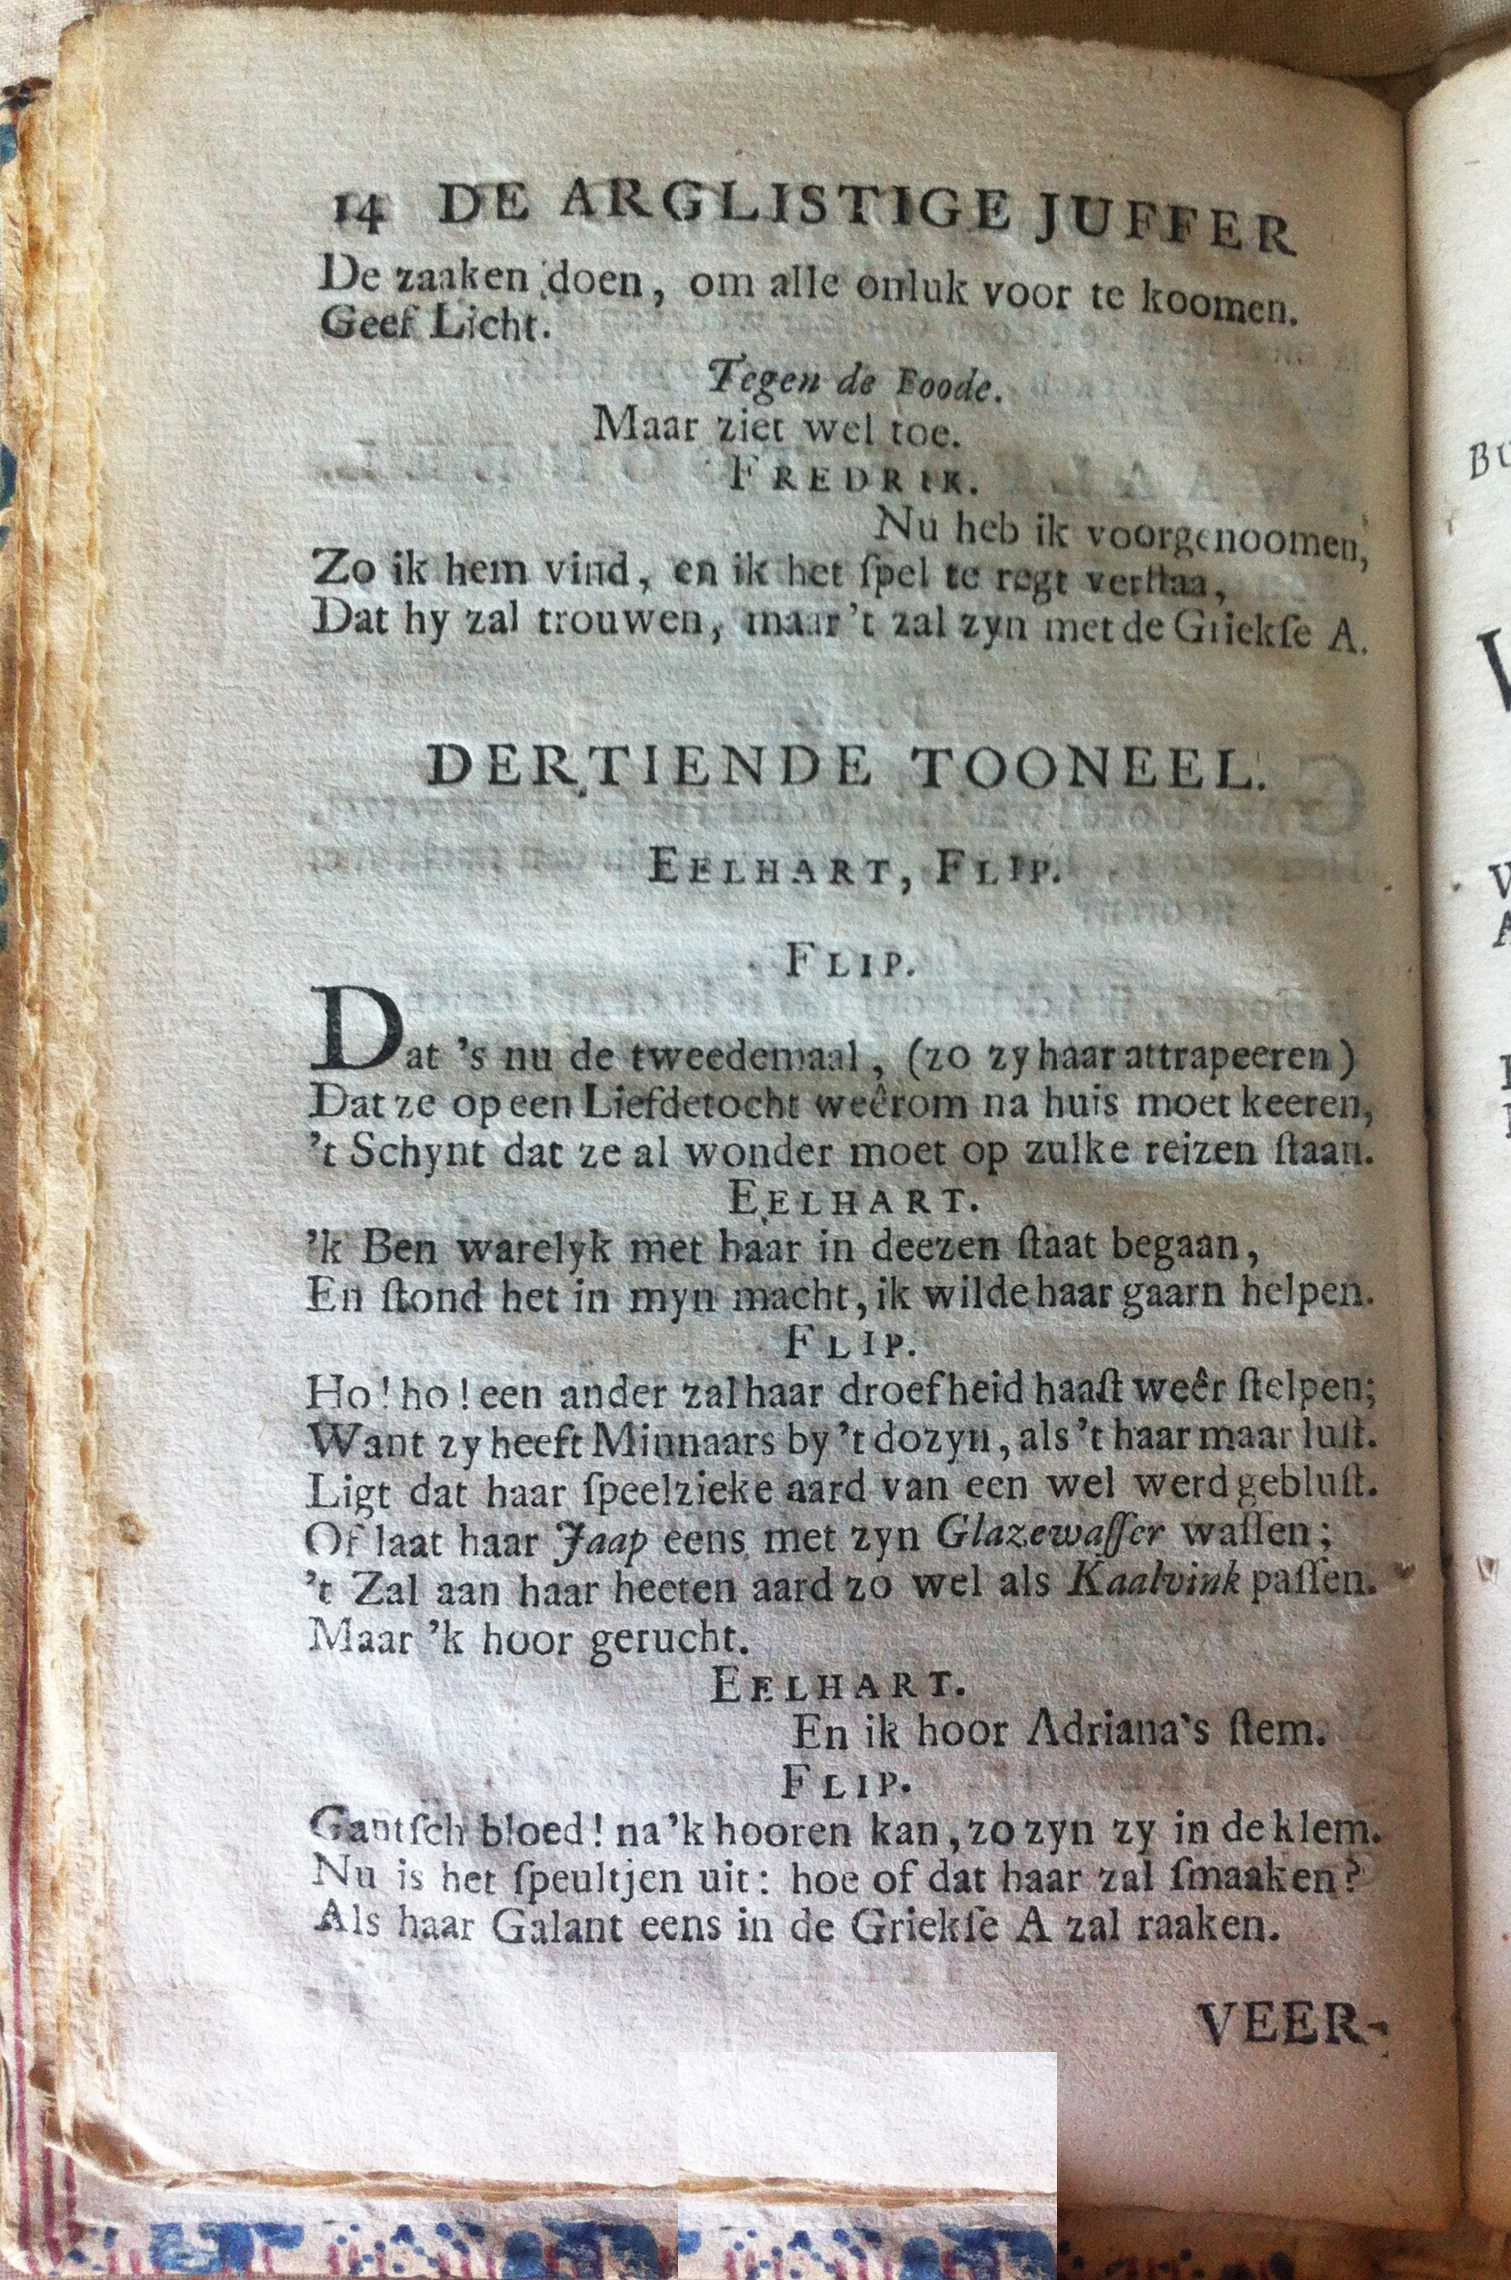 14 DE ARGLISTIGE JUFFER
De zaaken doen, om alle onluk voor te koomen.
Geef Licht.
Tegen de Boode.
Maar ziet wel toe.
FREDRIK.
Nu heb ik voorgenoomen,
Zo ik hem vind, en ik het ſpel te regt verſtaa,
Dat hy zal trouwen, maar 't zal zyn met de Griekſe A.
DERTIENDE TOONEEL.
EELHART, FLIP.
FLIP.
Dat 's nu de tweedemaal, (zo zy haar attrapeeren)
Dat ze op een Liefdetocht weêrom na huis moet keeren,
't Schynt dat ze al wonder moet op zulke reizen ſtaan.
EELHART.
'k Ben warelyk met haar in deezen ſtaat begaan,
En ſtond het in myn macht, ik wilde haar gaarn helpen.
FLIP.
Ho! ho! een ander zal haar droefheid haaſt weêr ſtelpen;
Want zy heeft Minnaars by 't dozyn, als 't haar maar luſt.
Ligt dat haar ſpeelzieke aard van een wel werd gebluſt.
Of laat haar Jaap eens met zyn Glazewaſſer waſſen;
't Zal aan haar heeten aard zo wel als Kaalvink paſſen.
Maar 'k hoor gerucht.
EELHART.
En ik hoor Adriana's ſtem.
FLIP.
Gantſch bloed! na 'k hooren kan, zo zyn zy in de klem.
Nu is het ſpeultjen uit: hoe of dat haar zal ſmaaken?
Als haar Galant eens in de Griekſe A zal raaken.
VEER-